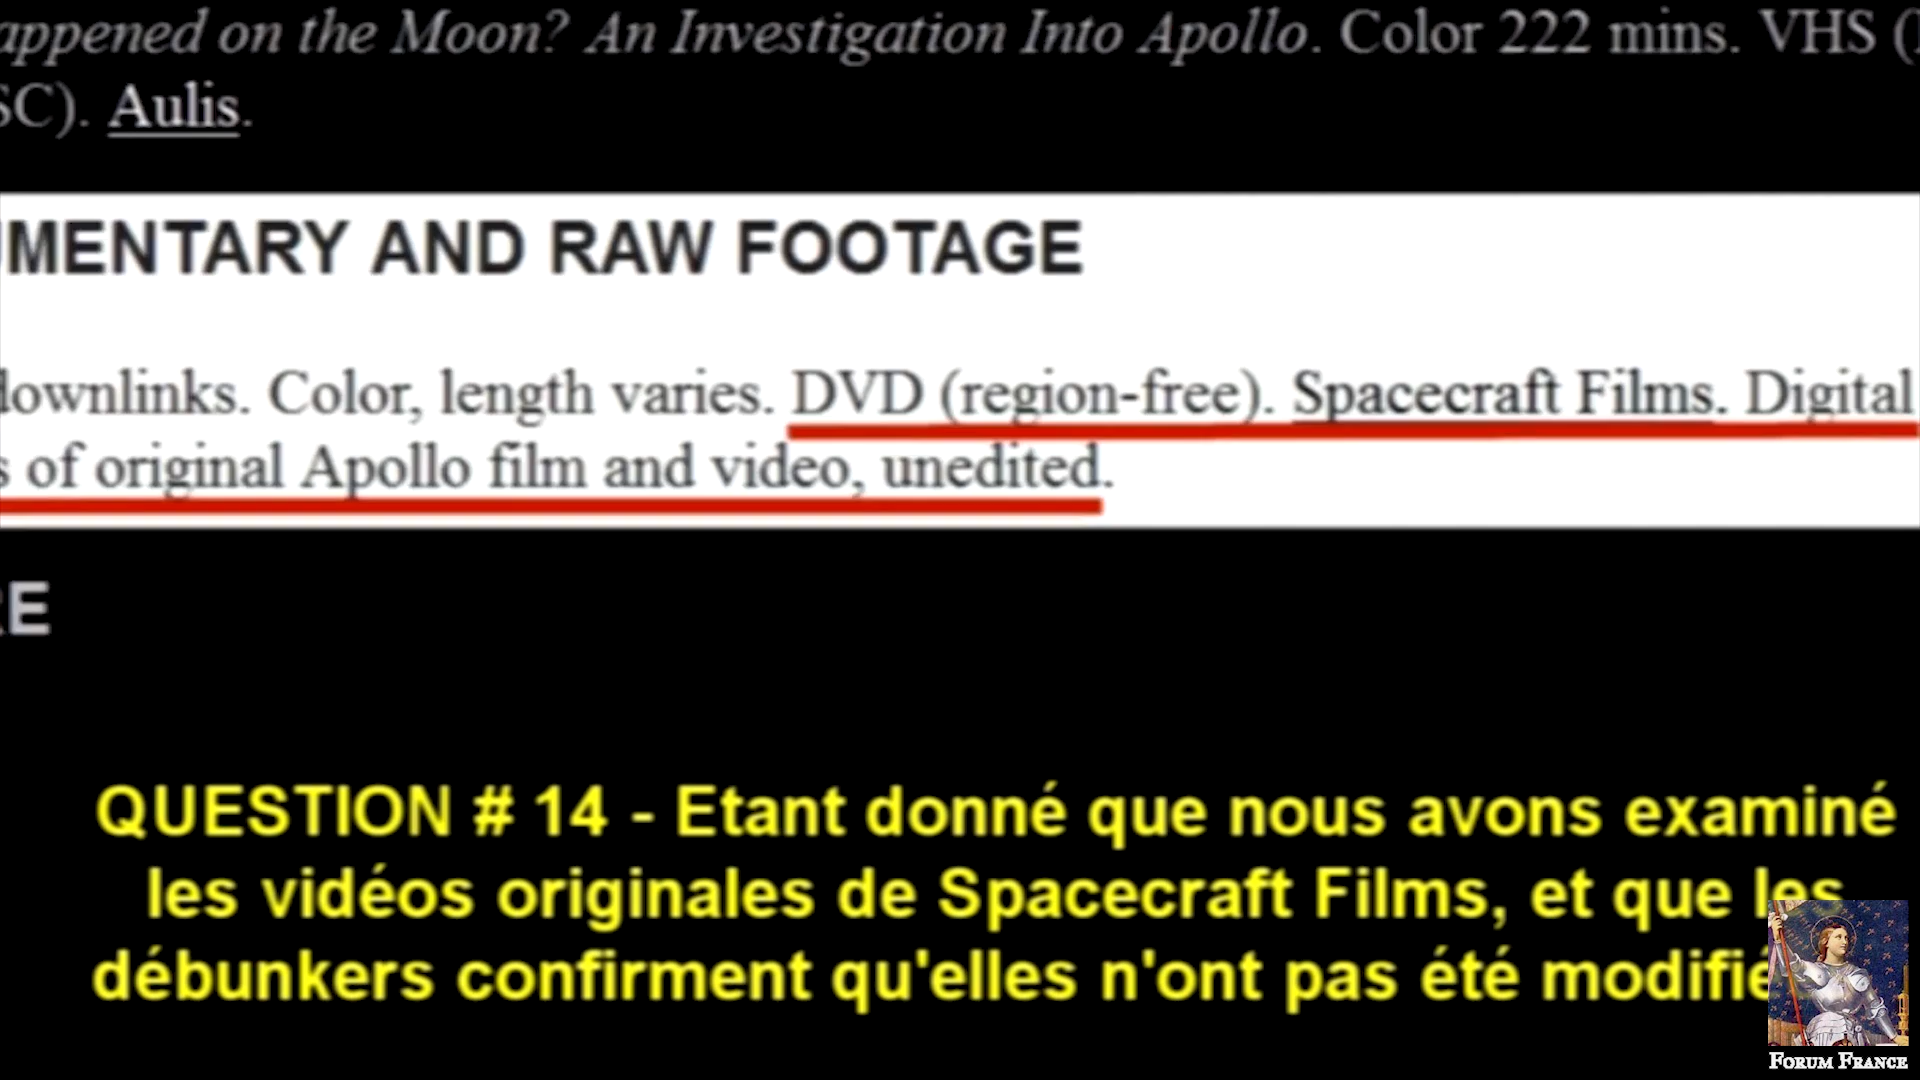 appened on the Moon? An Investigation Into Apollo. Color 222 mins. VHS (
SC). Aulis.
UMENTARY AND RAW FOOTAGE
downlinks. Color, length varies. DVD (region-free). Spacecraft Films. Digital
s of original Apollo film and video, unedited.
RE
QUESTION # 14 - Etant donné que nous avons examiné
les vidéos originales de Spacecraft Films, et que les
débunkers confirment qu'elles n'ont pas été modifié
FORUM FRANCE